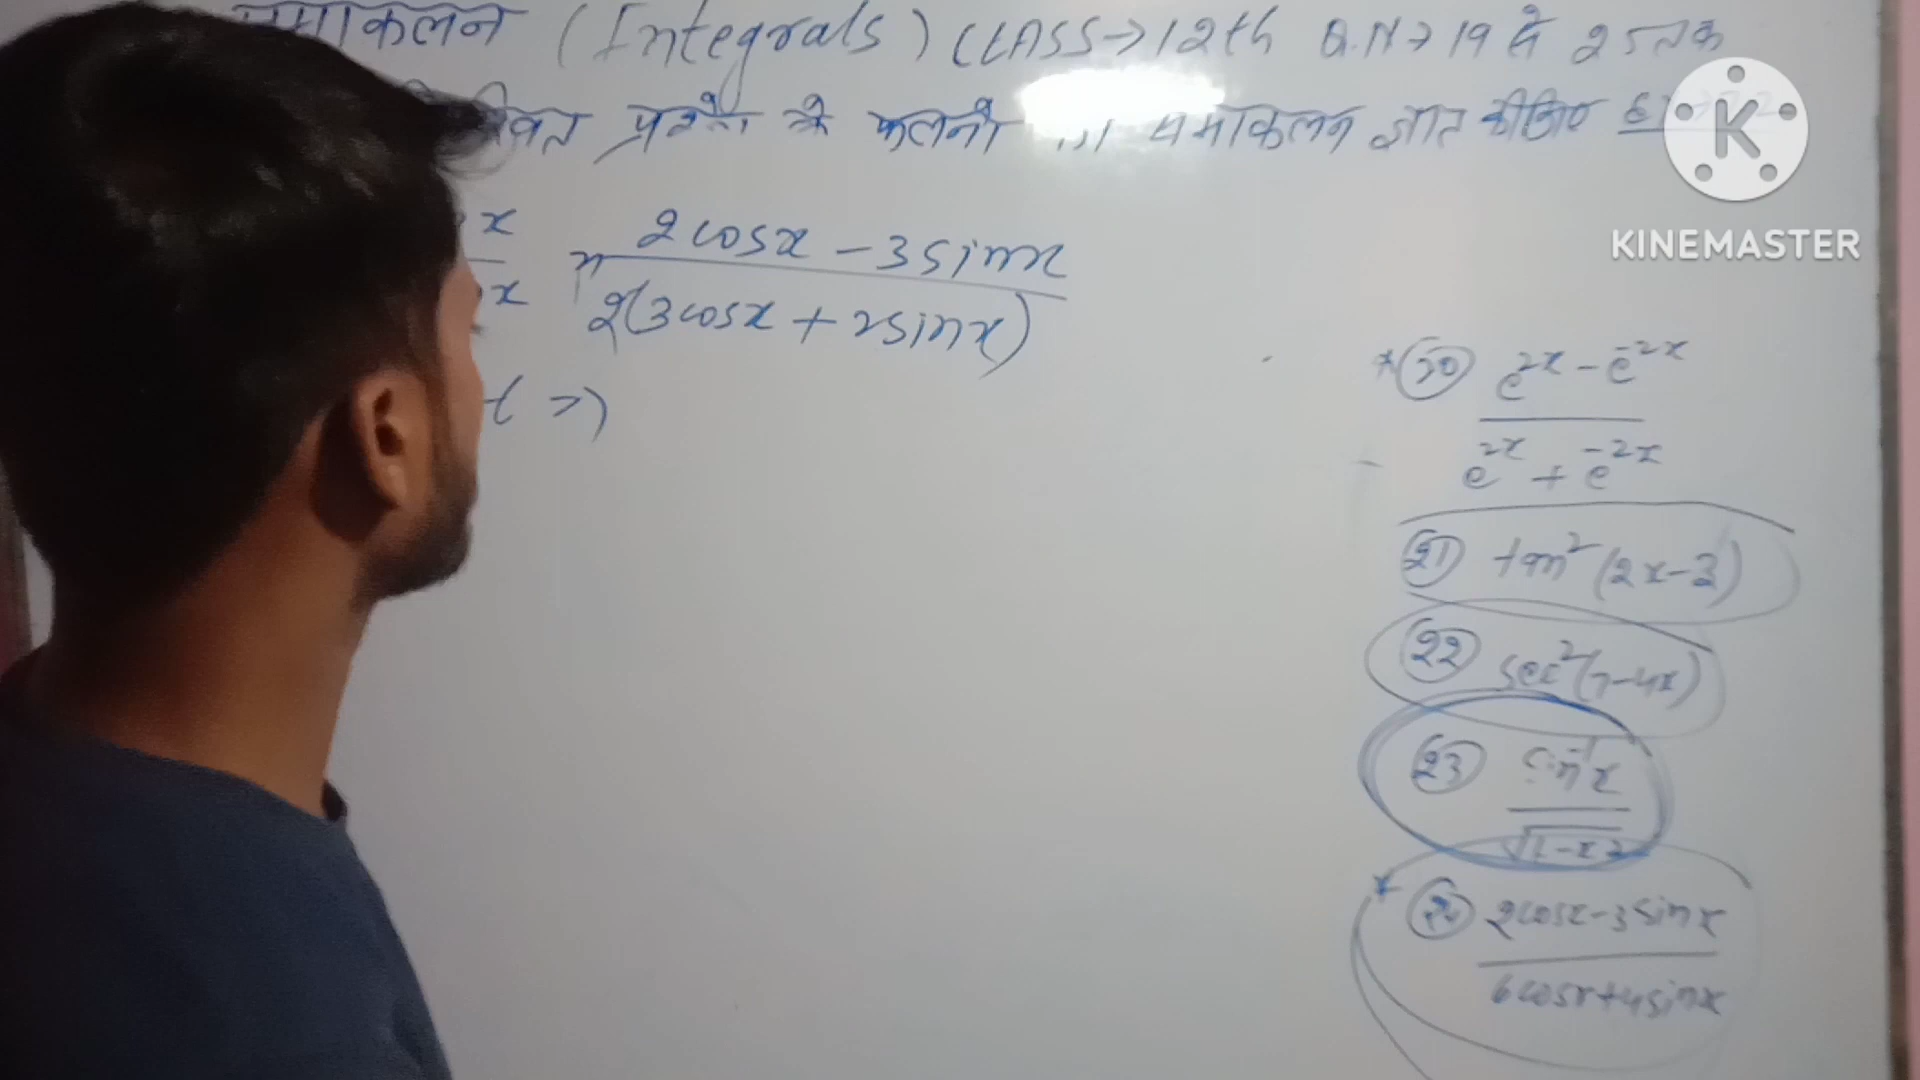 समाकलन (Integrals) CLASS→12th Q.N→19 से 25 तक
प्रश्नों के फलनों का समाकलन ज्ञात कीजिए
x
x
2cosx - 3sinx
2(3cosx + 2sinx)
t =>
* 20 e^2x - e^-2x
e^2x + e^-2x
21 tan²(2x-3)
22 sec²(7-4x)
23 sin⁻¹x
√1-x²
* 24 2cosx-3sinx
6cosx+4sinx
K
KINEMASTER